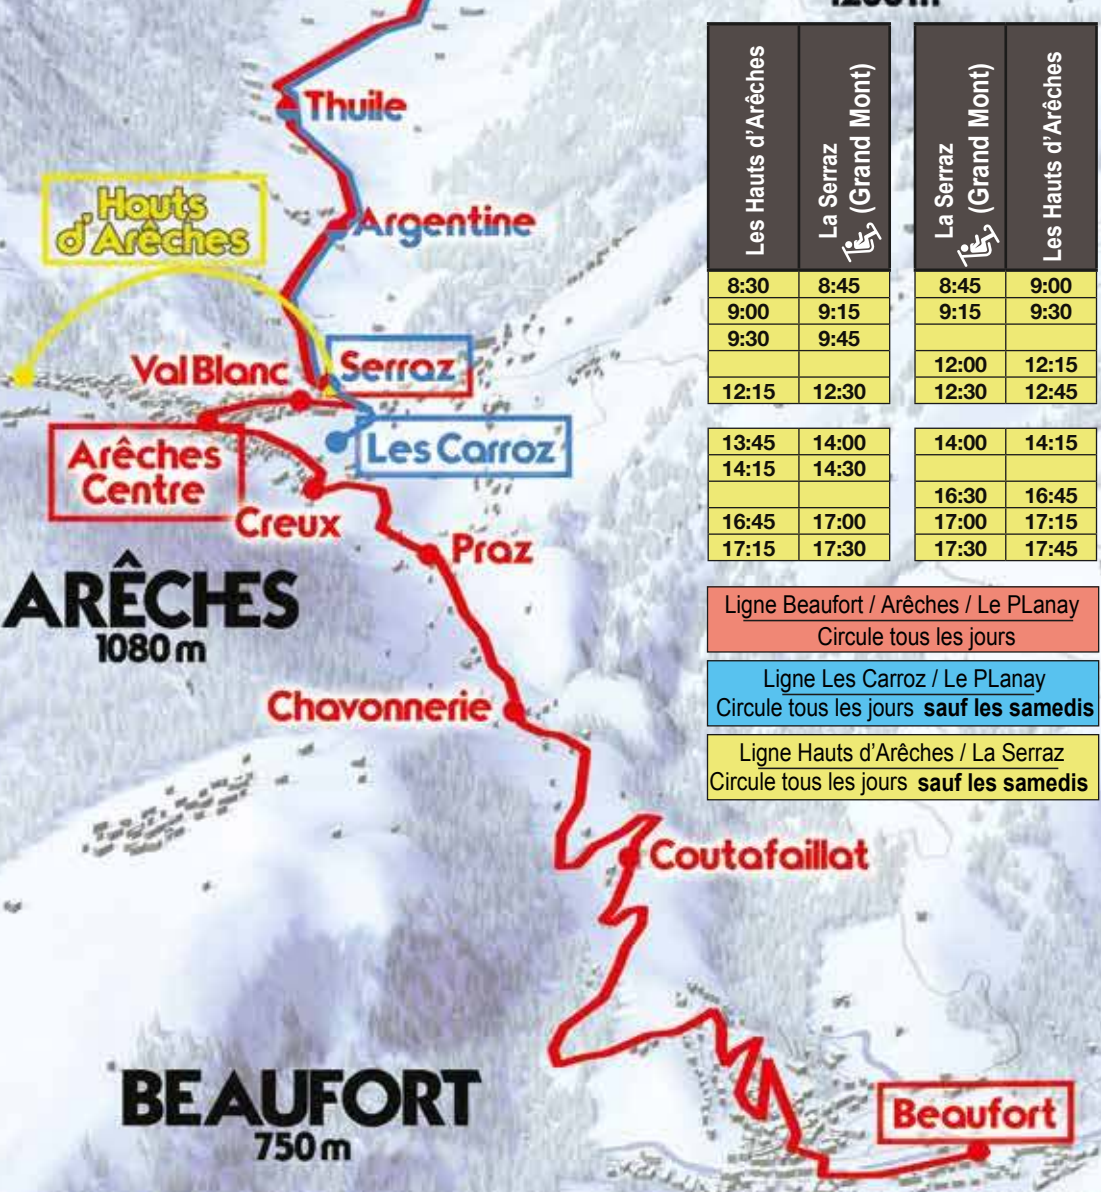 Thuile
Hauts
d'Arêches
Argentine
Val Blanc
Serraz
Les Carroz
Arêches
Centre
Creux
Praz
ARÊCHES
1080 m
Chavonnerie
Coutafaillat
BEAUFORT
750 m
Beaufort
Les Hauts d'Arêches
La Serraz
(Grand Mont)
La Serraz
(Grand Mont)
Les Hauts d'Arêches
8:30 8:45 8:45 9:00
9:00 9:15 9:15 9:30
9:30 9:45
12:00 12:15
12:15 12:30 12:30 12:45
13:45 14:00 14:00 14:15
14:15 14:30
16:30 16:45
16:45 17:00 17:00 17:15
17:15 17:30 17:30 17:45
Ligne Beaufort / Arêches / Le PLanay
Circule tous les jours
Ligne Les Carroz / Le PLanay
Circule tous les jours sauf les samedis
Ligne Hauts d'Arêches / La Serraz
Circule tous les jours sauf les samedis